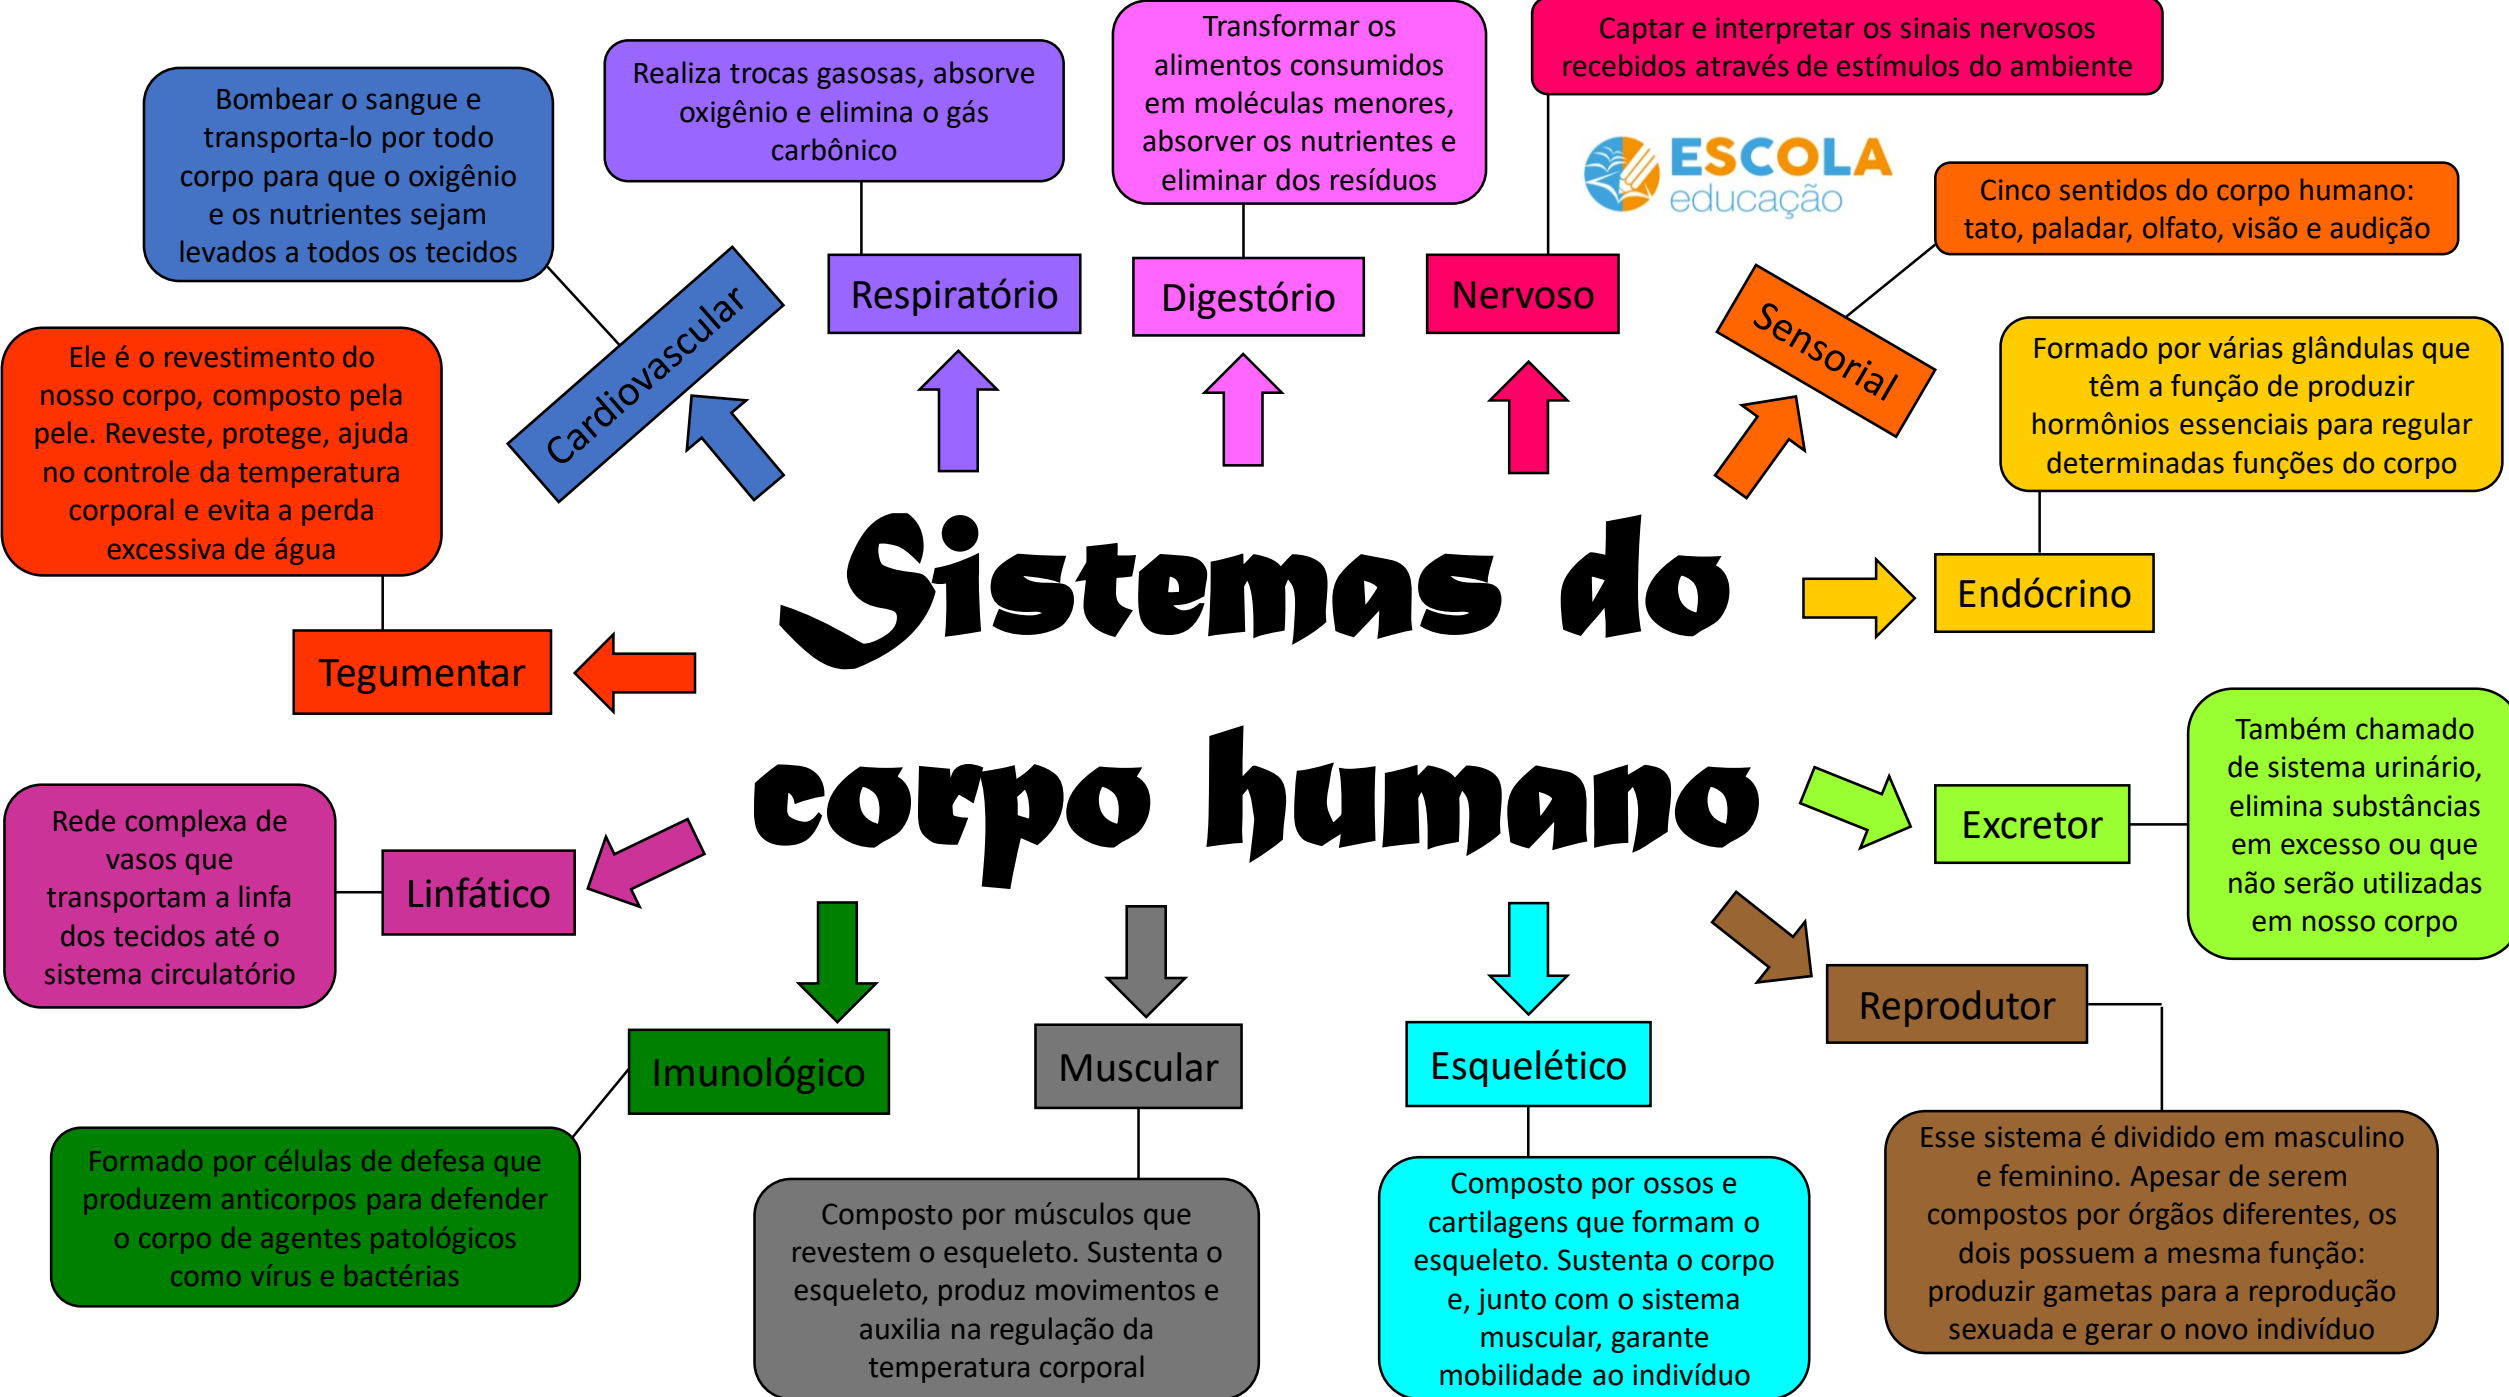 Sistemas do
corpo humano
ESCOLA
educação
Tegumentar
Ele é o revestimento do
nosso corpo, composto pela
pele. Reveste, protege, ajuda
no controle da temperatura
corporal e evita a perda
excessiva de água
Cardiovascular
Bombear o sangue e
transporta-lo por todo
corpo para que o oxigênio
e os nutrientes sejam
levados a todos os tecidos
Respiratório
Realiza trocas gasosas, absorve
oxigênio e elimina o gás
carbônico
Digestório
Transformar os
alimentos consumidos
em moléculas menores,
absorver os nutrientes e
eliminar dos resíduos
Nervoso
Captar e interpretar os sinais nervosos
recebidos através de estímulos do ambiente
Sensorial
Cinco sentidos do corpo humano:
tato, paladar, olfato, visão e audição
Endócrino
Formado por várias glândulas que
têm a função de produzir
hormônios essenciais para regular
determinadas funções do corpo
Excretor
Também chamado
de sistema urinário,
elimina substâncias
em excesso ou que
não serão utilizadas
em nosso corpo
Reprodutor
Esse sistema é dividido em masculino
e feminino. Apesar de serem
compostos por órgãos diferentes, os
dois possuem a mesma função:
produzir gametas para a reprodução
sexuada e gerar o novo indivíduo
Esquelético
Composto por ossos e
cartilagens que formam o
esqueleto. Sustenta o corpo
e, junto com o sistema
muscular, garante
mobilidade ao indivíduo
Muscular
Composto por músculos que
revestem o esqueleto. Sustenta o
esqueleto, produz movimentos e
auxilia na regulação da
temperatura corporal
Imunológico
Formado por células de defesa que
produzem anticorpos para defender
o corpo de agentes patológicos
como vírus e bactérias
Linfático
Rede complexa de
vasos que
transportam a linfa
dos tecidos até o
sistema circulatório